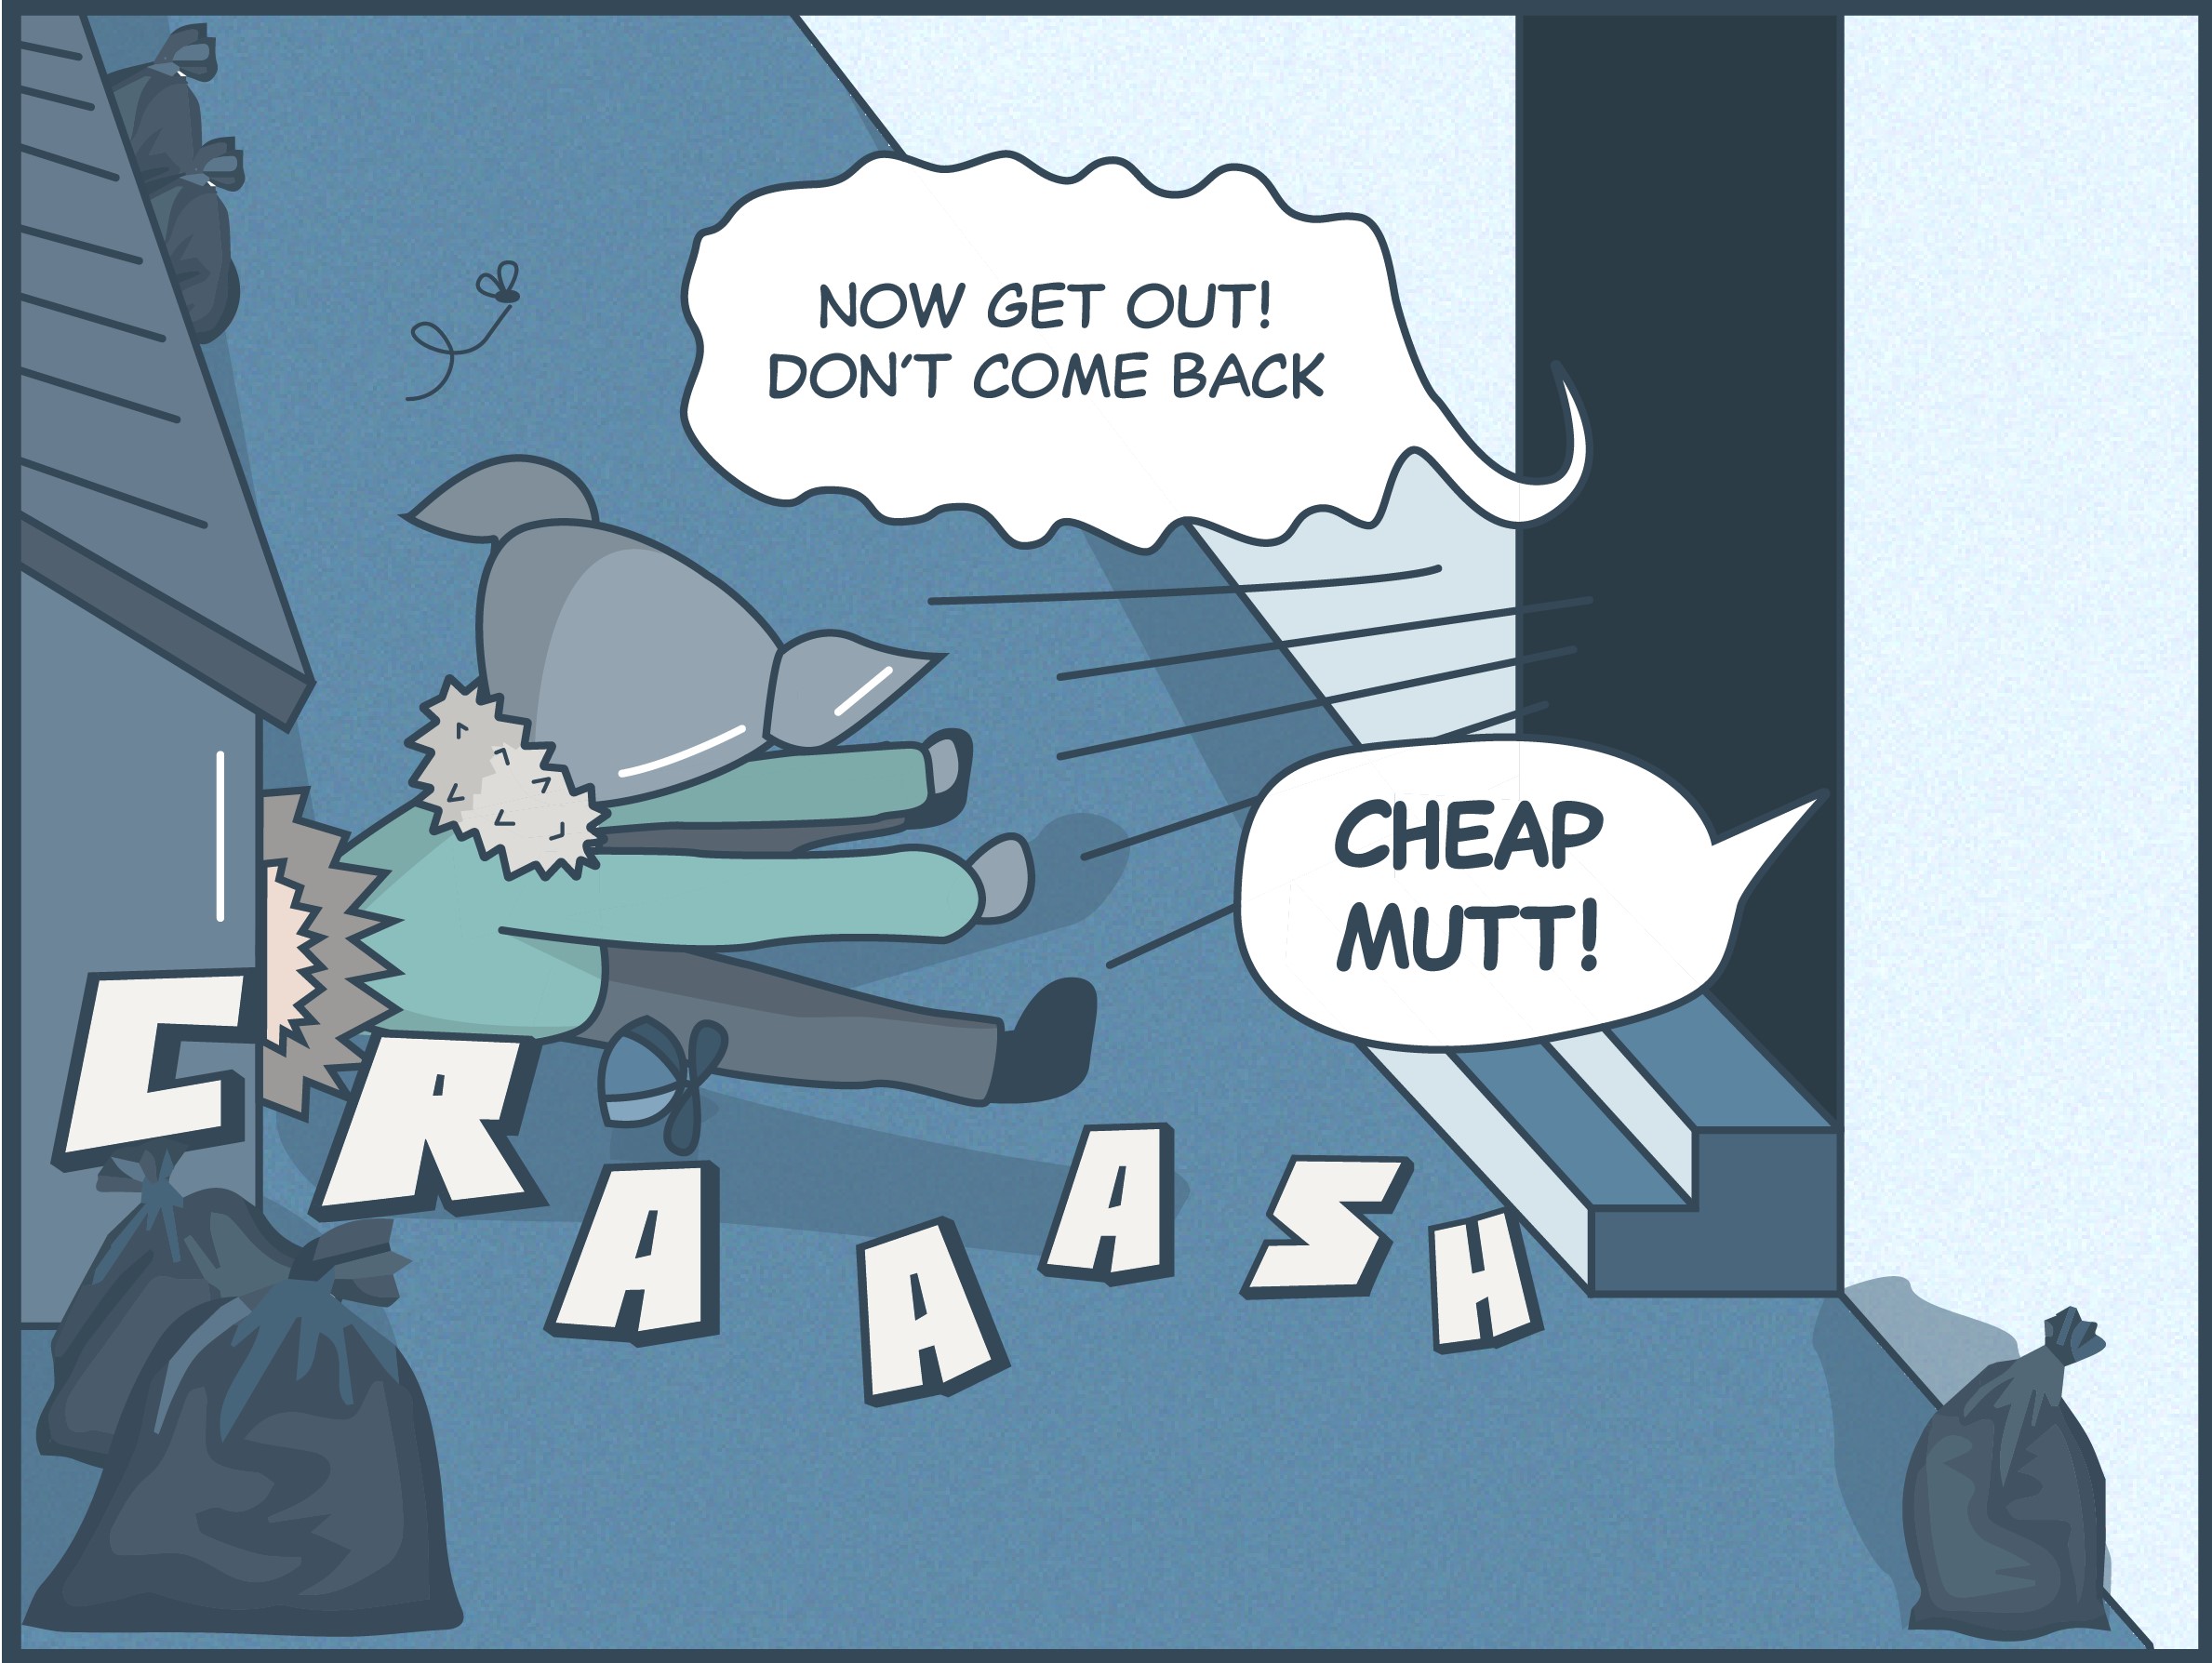 NOW GET OUT!
DON'T COME BACK
CHEAP
MUTT!
CRAAASH